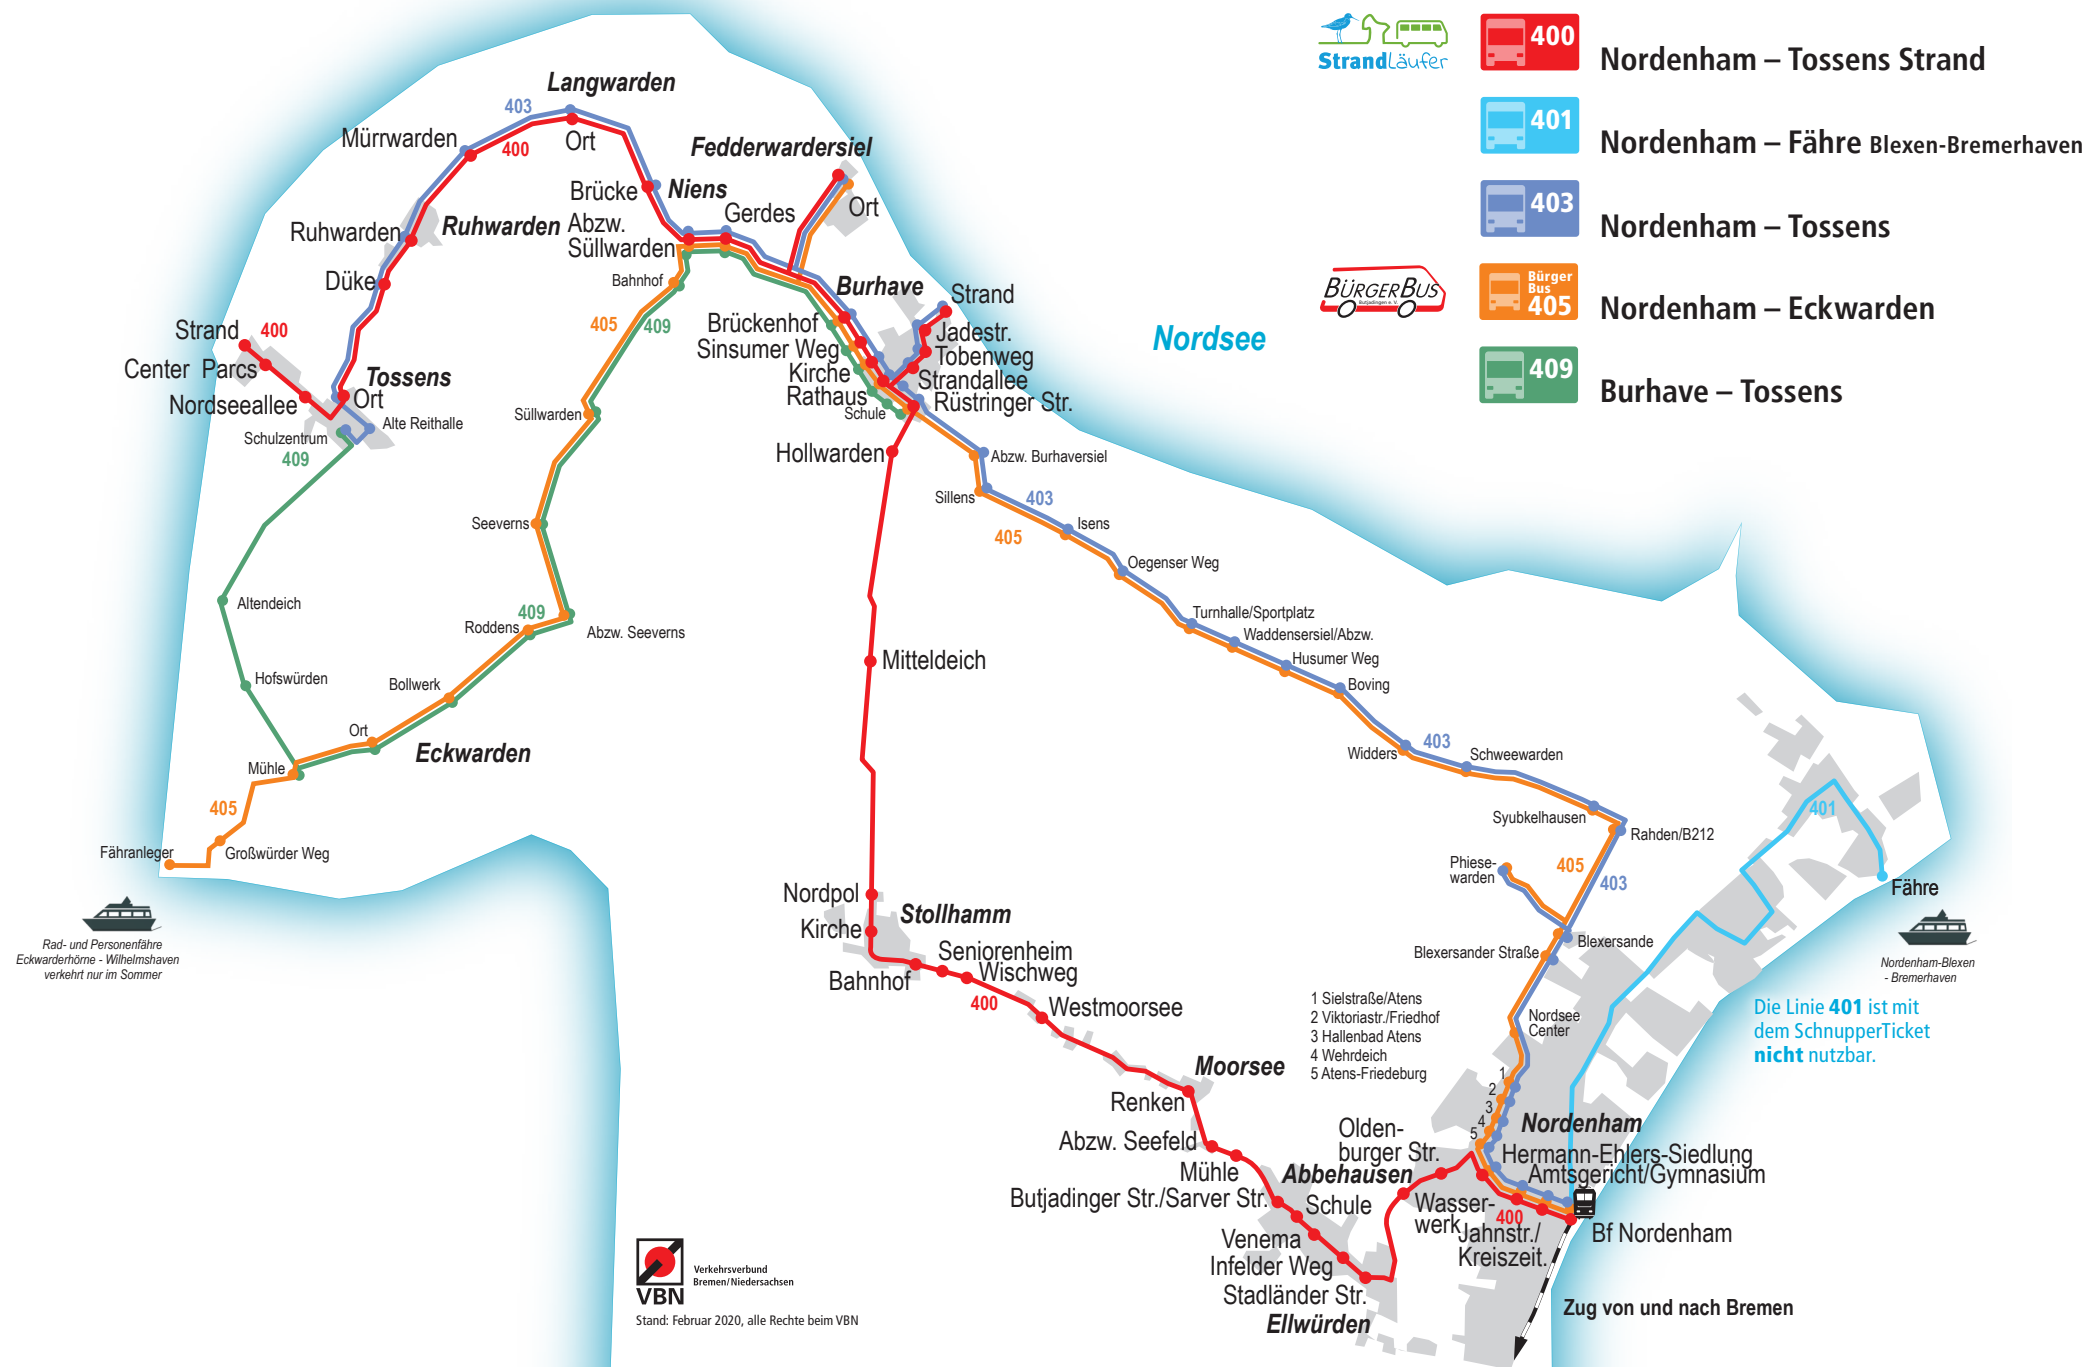 StrandLäufer
400
Nordenham – Tossens Strand
401
Nordenham – Fähre Blexen-Bremerhaven
403
Nordenham – Tossens
BÜRGERBUS
Butjadingen e. V.
Bürger
Bus
405
Nordenham – Eckwarden
409
Burhave – Tossens
Nordsee
Langwarden
403
Ort
400
Mürrwarden
Fedderwardersiel
Ort
Brücke
Niens
Gerdes
Abzw.
Süllwarden
Ruhwarden
Ruhwarden
Düke
Bahnhof
Burhave
Strand
Strand
400
405
409
Brückenhof
Jadestr.
Sinsumer Weg
Tobenweg
Center Parcs
Tossens
Kirche
Strandallee
Nordseeallee
Ort
Rathaus
Rüstringer Str.
Schule
Süllwarden
Alte Reithalle
Schulzentrum
409
Hollwarden
Abzw. Burhaversiel
Sillens
403
Isens
405
Seeverns
Oegenser Weg
Altendeich
409
Turnhalle/Sportplatz
Roddens
Abzw. Seeverns
Waddensersiel/Abzw.
Mitteldeich
Husumer Weg
Hofswürden
Bollwerk
Boving
Ort
Eckwarden
Widders
403
Schweewarden
Mühle
405
Syubkelhausen
401
Rahden/B212
Fähranleger
Großwürder Weg
Phiese-
warden
405
403
Fähre
Nordpol
Stollhamm
Kirche
Rad- und Personenfähre
Eckwarderhörne - Wilhelmshaven
verkehrt nur im Sommer
Seniorenheim
Wischweg
Bahnhof
400
Blexersande
Blexersander Straße
Nordenham-Blexen
- Bremerhaven
Westmoorsee
1 Sielstraße/Atens
2 Viktoriastr./Friedhof
3 Hallenbad Atens
4 Wehrdeich
5 Atens-Friedeburg
Nordsee
Center
Die Linie 401 ist mit
dem SchnupperTicket
nicht nutzbar.
Moorsee
Renken
1
2
3
4
5
Nordenham
Olden-
burger Str.
Hermann-Ehlers-Siedlung
Amtsgericht/Gymnasium
Abzw. Seefeld
Mühle
Abbehausen
Butjadinger Str./Sarver Str.
Schule
Wasser-
werk
400
Jahnstr./
Kreiszeit.
Bf Nordenham
Venema
Infelder Weg
Stadländer Str.
Ellwürden
Zug von und nach Bremen
VBN
Verkehrsverbund
Bremen/Niedersachsen
Stand: Februar 2020, alle Rechte beim VBN